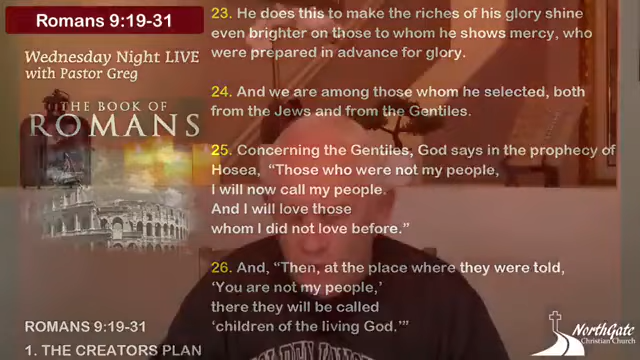 Romans 9:19-31
Wednesday Night LIVE
with Pastor Greg
THE BOOK OF
ROMANS
ROMANS 9:19-31
1. THE CREATORS PLAN
23. He does this to make the riches of his glory shine
even brighter on those to whom he shows mercy, who
were prepared in advance for glory.
24. And we are among those whom he selected, both
from the Jews and from the Gentiles.
25. Concerning the Gentiles, God says in the prophecy of
Hosea, “Those who were not my people,
I will now call my people.
And I will love those
whom I did not love before.”
26. And, “Then, at the place where they were told,
‘You are not my people,’
there they will be called
‘children of the living God.’”
NorthGate
Christian Church